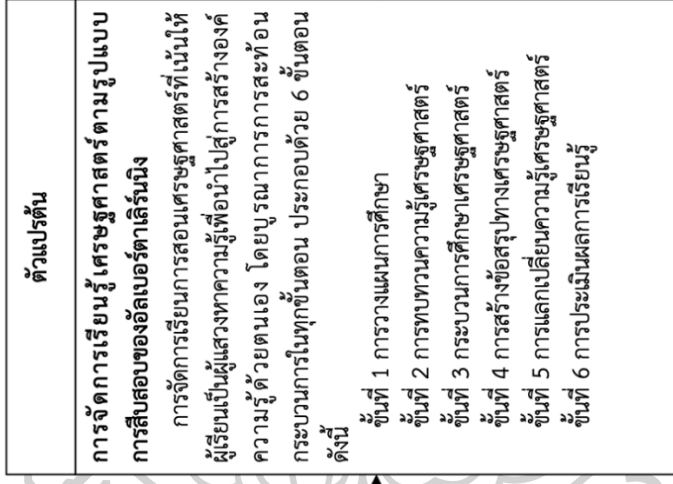 ตัวแปรต้น
การจัดการเรียนรู้เศรษฐศาสตร์ตามรูปแบบ
การสืบสอบของอัลเบอร์ตาเลิร์นนิง
การจัดการเรียนการสอนเศรษฐศาสตร์ที่เน้นให้
ผู้เรียนเป็นผู้แสวงหาความรู้เพื่อนำไปสู่การสร้างองค์
ความรู้ด้วยตนเอง โดยบูรณาการการสะท้อน
กระบวนการในทุกขั้นตอน ประกอบด้วย 6 ขั้นตอน
ดังนี้
ขั้นที่ 1 การวางแผนการศึกษา
ขั้นที่ 2 การทบทวนความรู้เศรษฐศาสตร์
ขั้นที่ 3 กระบวนการศึกษาเศรษฐศาสตร์
ขั้นที่ 4 การสร้างข้อสรุปทางเศรษฐศาสตร์
ขั้นที่ 5 การแลกเปลี่ยนความรู้เศรษฐศาสตร์
ขั้นที่ 6 การประเมินผลการเรียนรู้